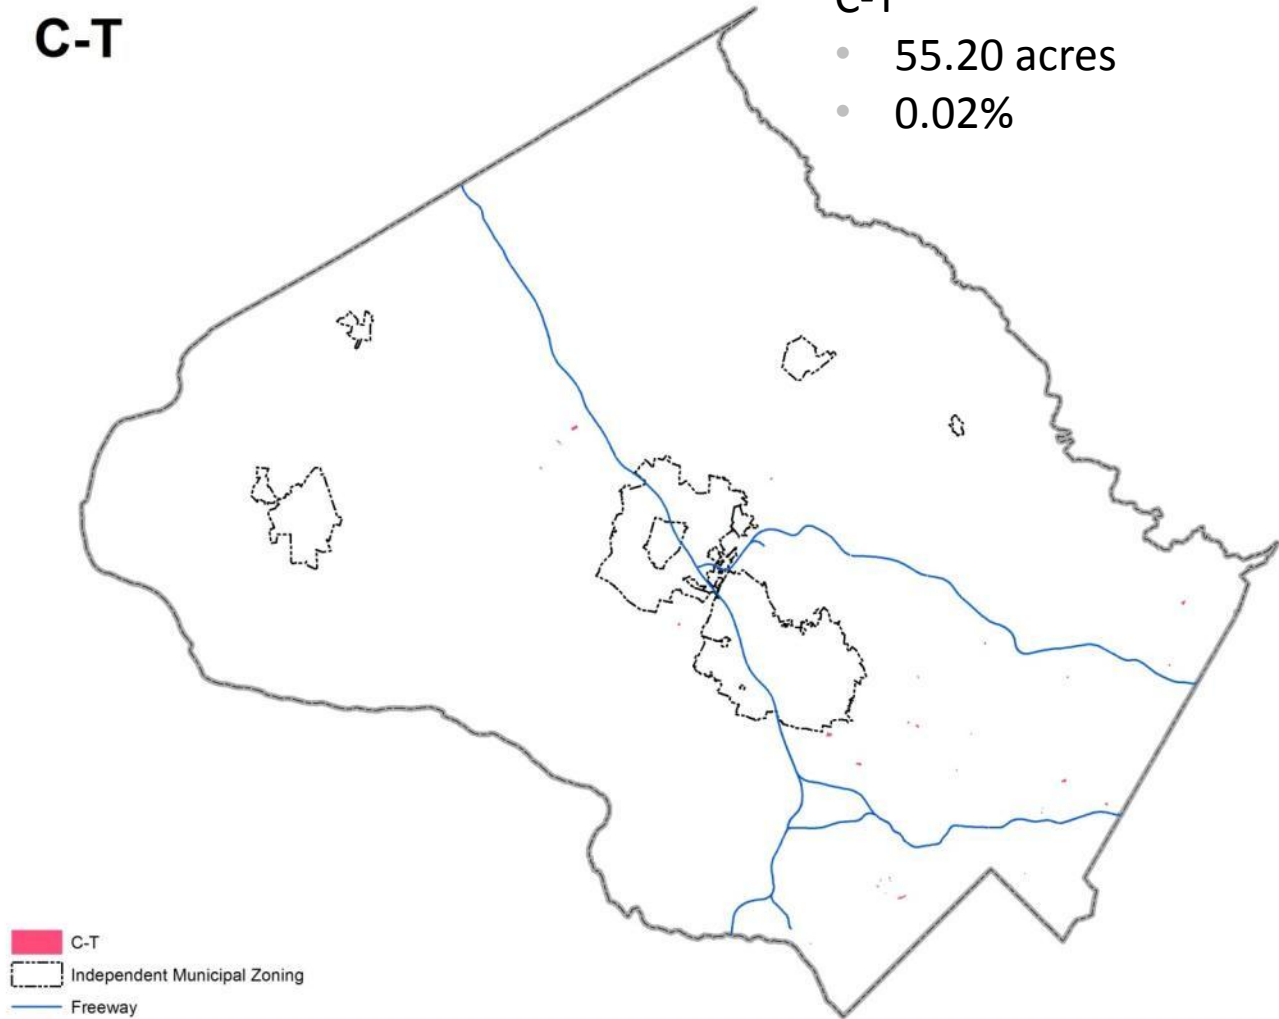 C-T
C-T
• 55.20 acres
• 0.02%
C-T
Independent Municipal Zoning
Freeway